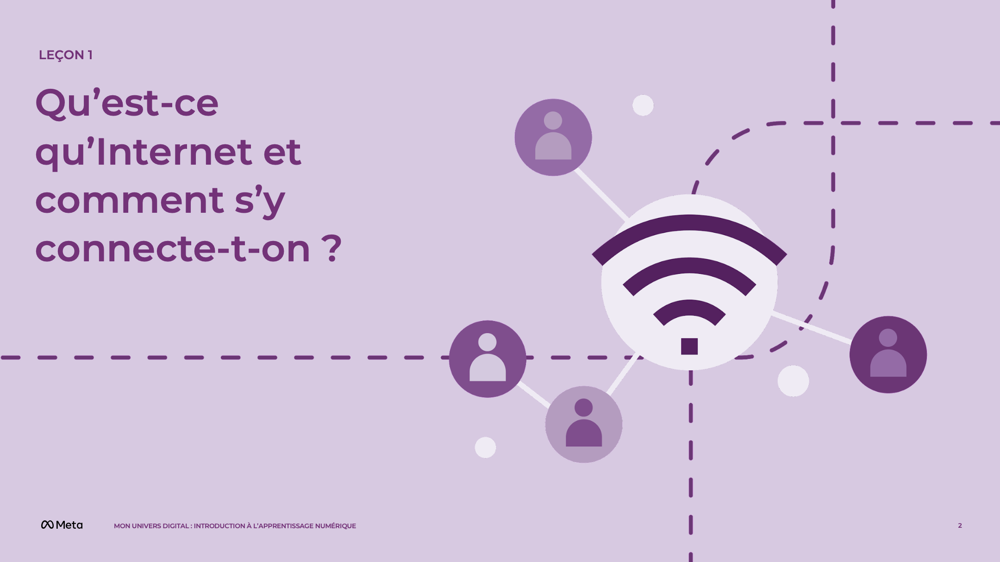 LEÇON 1
Qu’est-ce
qu’Internet et
comment s’y
connecte-t-on ?
Meta
MON UNIVERS DIGITAL : INTRODUCTION À L’APPRENTISSAGE NUMÉRIQUE
2